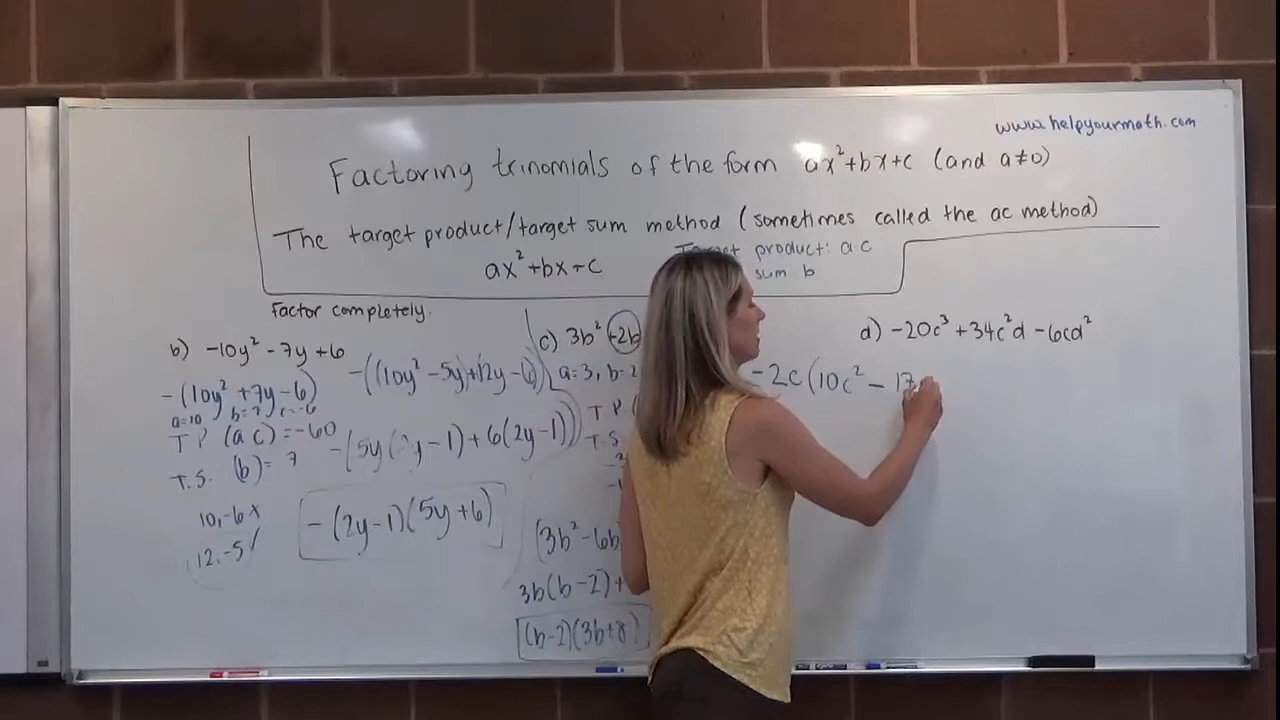 www.helpyourmath.com
Factoring trinomials of the form ax²+bx+c (and a≠0)
The target product/target sum method (sometimes called the ac method)
product: a·c
ax²+bx+c
sum b
Factor completely.
b) -10y² - 7y + 6
-(10y² + 7y - 6)
a=10 b=7 c=-6
T P (ac) = -60
T.S. (b) = 7
10, -6 x
12, -5 ✓
-((10y² - 5y)+(12y - 6))
-(5y(2y - 1) + 6(2y - 1))
-(2y-1)(5y+6)
c) 3b² +2b
a=3, b=2
T P (
T.S.
(3b² - 6b
3b(b-2)+
(b-2)(3b+8)
d) -20c³ + 34c²d - 6cd²
-2c(10c² - 17